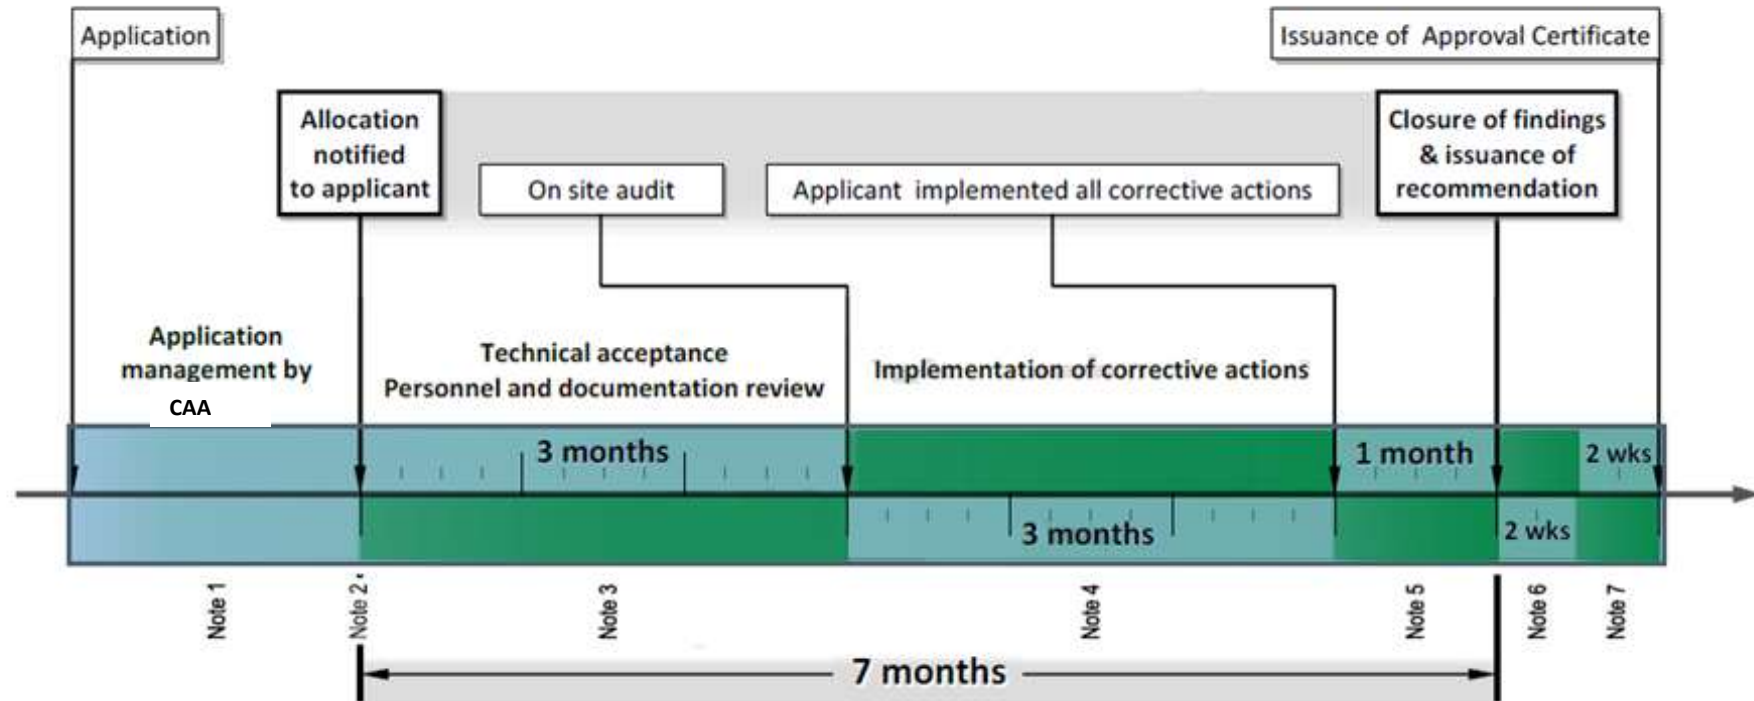 Application
Issuance of Approval Certificate
Allocation
notified
to applicant
On site audit
Applicant implemented all corrective actions
Closure of findings
& issuance of
recommendation
Application
management by
CAA
Technical acceptance
Personnel and documentation review
Implementation of corrective actions
3 months
1 month
2 wks
3 months
2 wks
Note 1
Note 2
Note 3
Note 4
Note 5
Note 6
Note 7
7 months